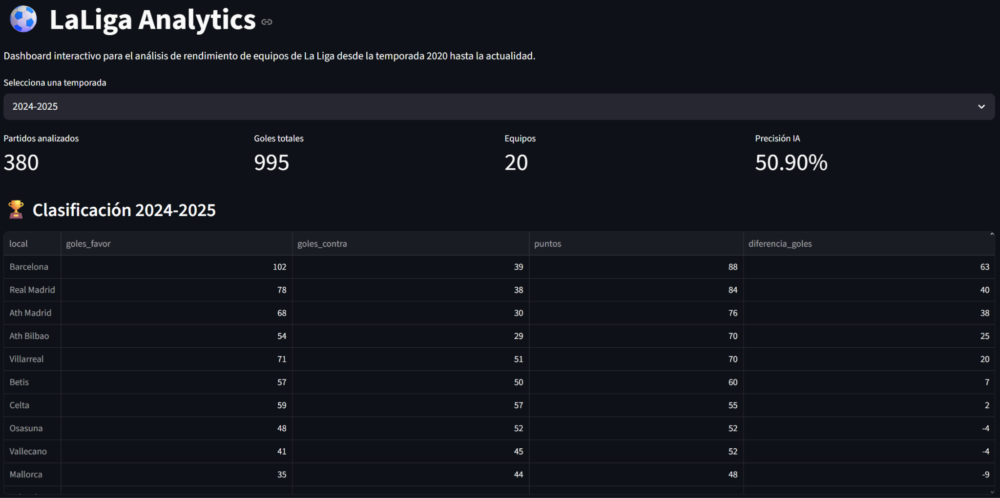 LaLiga Analytics
Dashboard interactivo para el análisis de rendimiento de equipos de La Liga desde la temporada 2020 hasta la actualidad.
Selecciona una temporada
2024-2025
Partidos analizados Goles totales Equipos Precisión IA
380 995 20 50.90%
Clasificación 2024-2025
local goles_favor goles_contra puntos diferencia_goles
Barcelona 102 39 88 63
Real Madrid 78 38 84 40
Ath Madrid 68 30 76 38
Ath Bilbao 54 29 70 25
Villarreal 71 51 70 20
Betis 57 50 60 7
Celta 59 57 55 2
Osasuna 48 52 52 -4
Vallecano 41 45 52 -4
Mallorca 35 44 48 -9